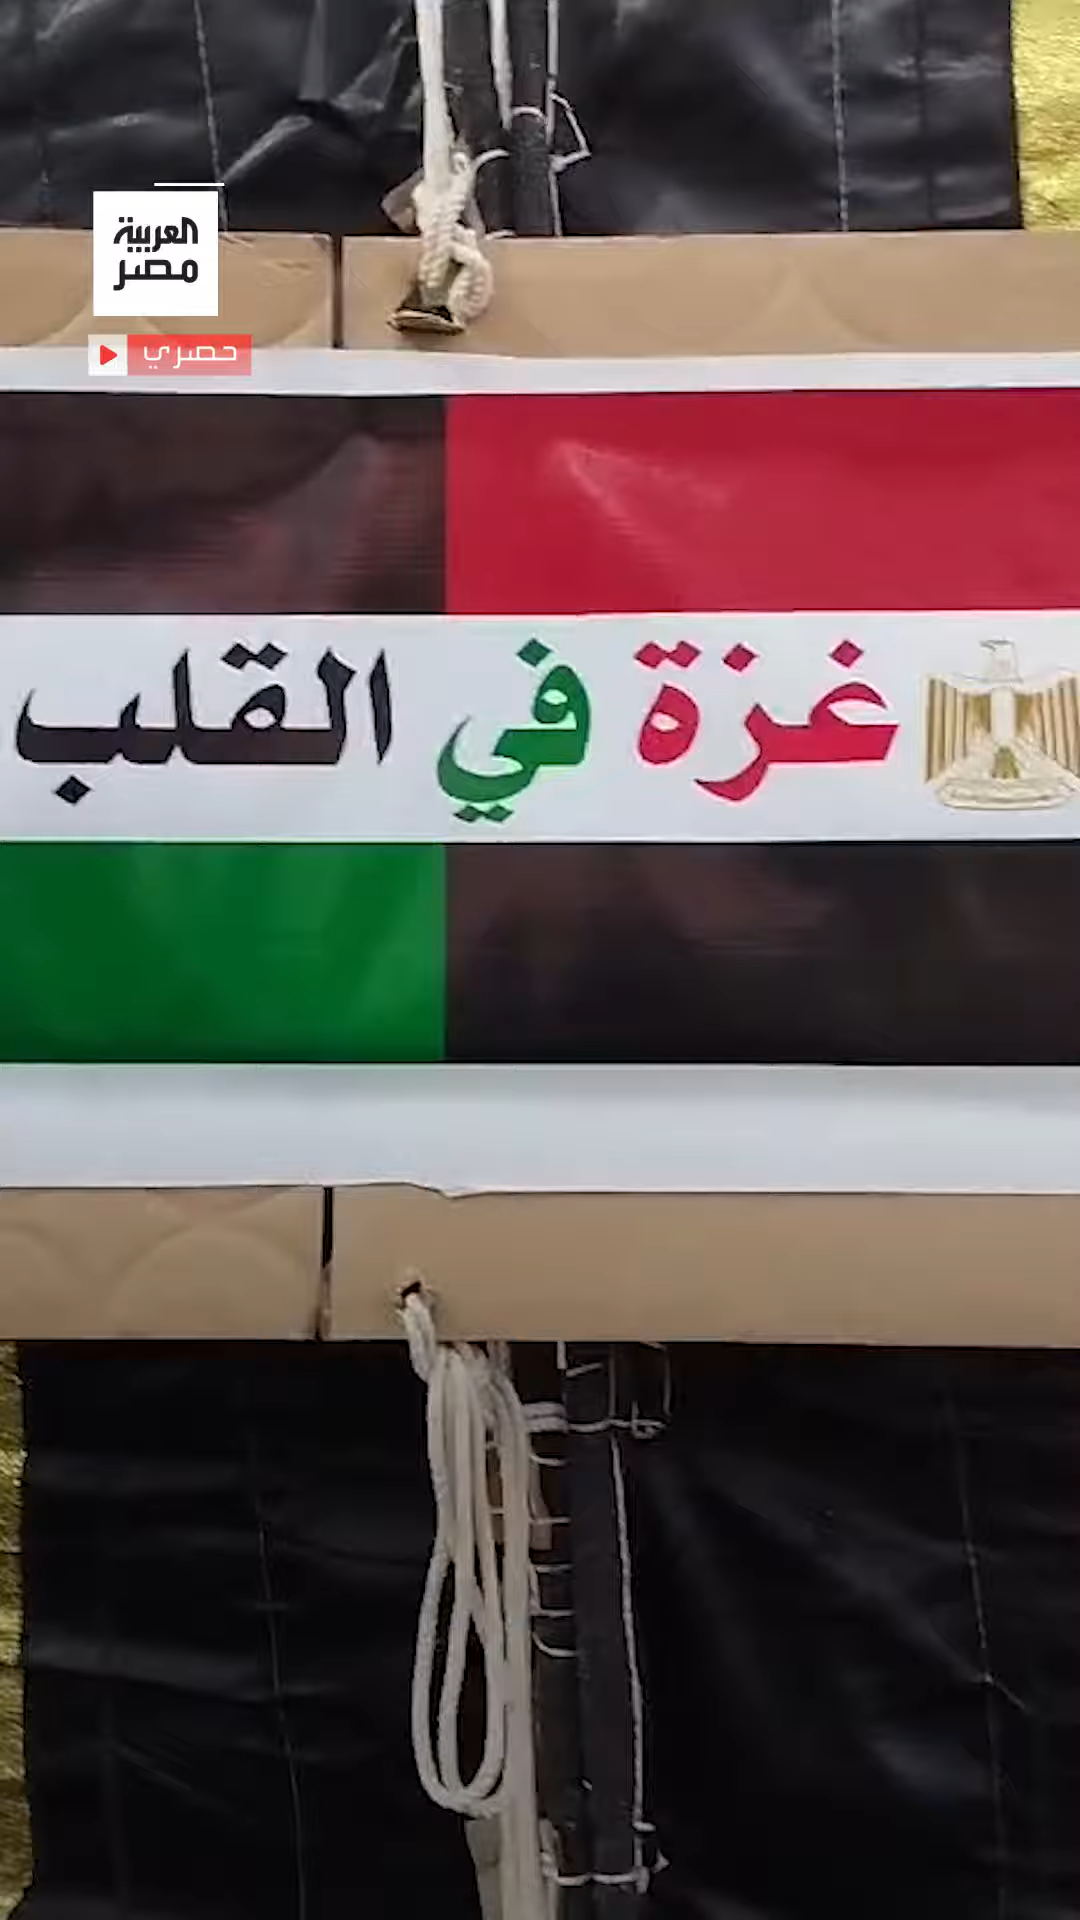 العربية
مصر
حصري
غزة في القلب